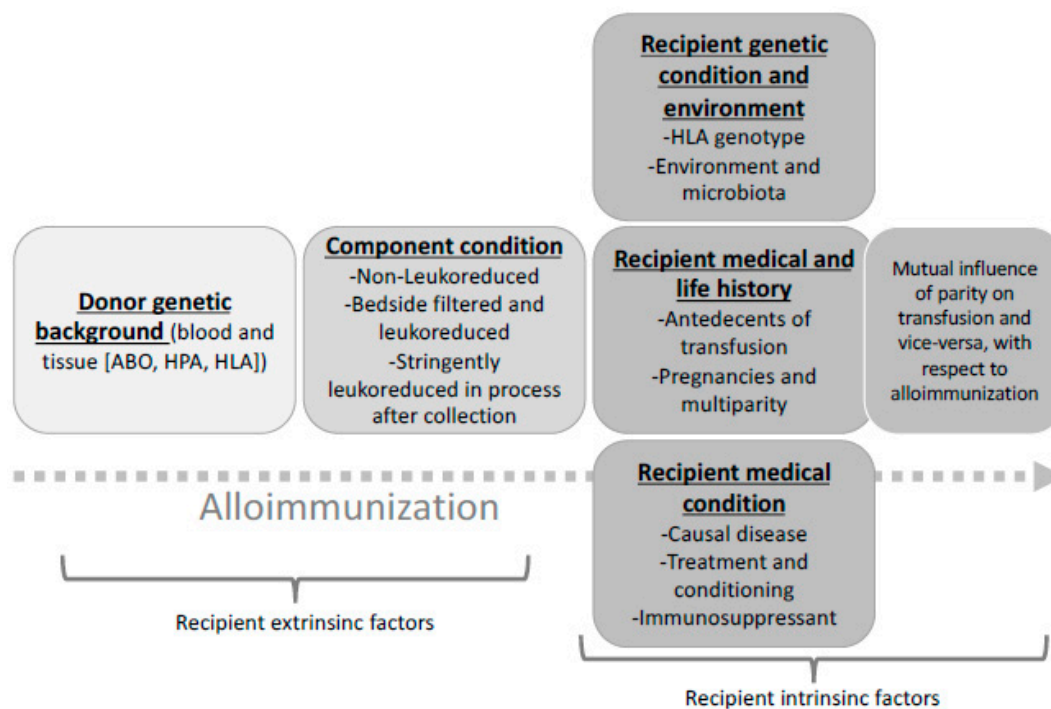 Recipient genetic
condition and
environment
-HLA genotype
-Environment and
microbiota
Donor genetic
background (blood and
tissue [ABO, HPA, HLA])
Component condition
-Non-Leukoreduced
-Bedside filtered and
leukoreduced
-Stringently
leukoreduced in process
after collection
Recipient medical and
life history
-Antedecents of
transfusion
-Pregnancies and
multiparity
Mutual influence
of parity on
transfusion and
vice-versa, with
respect to
alloimmunization
Alloimmunization
Recipient medical
condition
-Causal disease
-Treatment and
conditioning
-Immunosuppressant
Recipient extrinsinc factors
Recipient intrinsinc factors